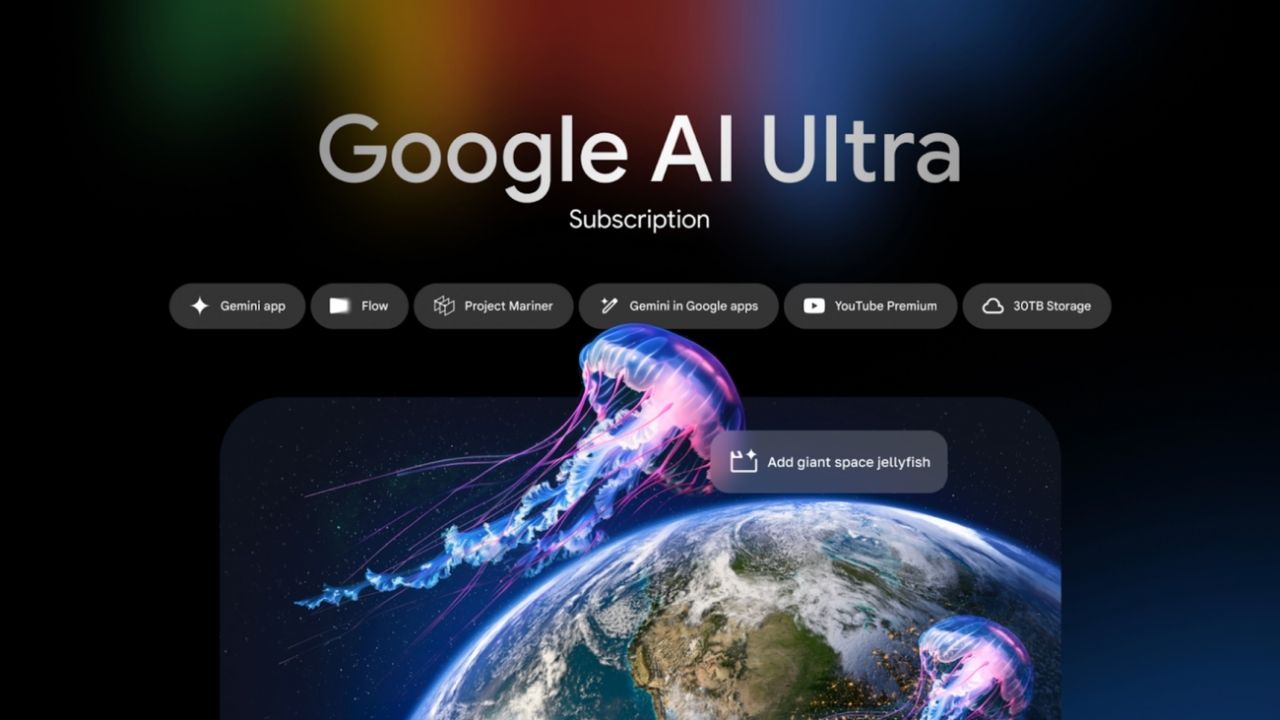 Google AI Ultra
Subscription
Gemini app
Flow
Project Mariner
Gemini in Google apps
YouTube Premium
30TB Storage
Add giant space jellyfish